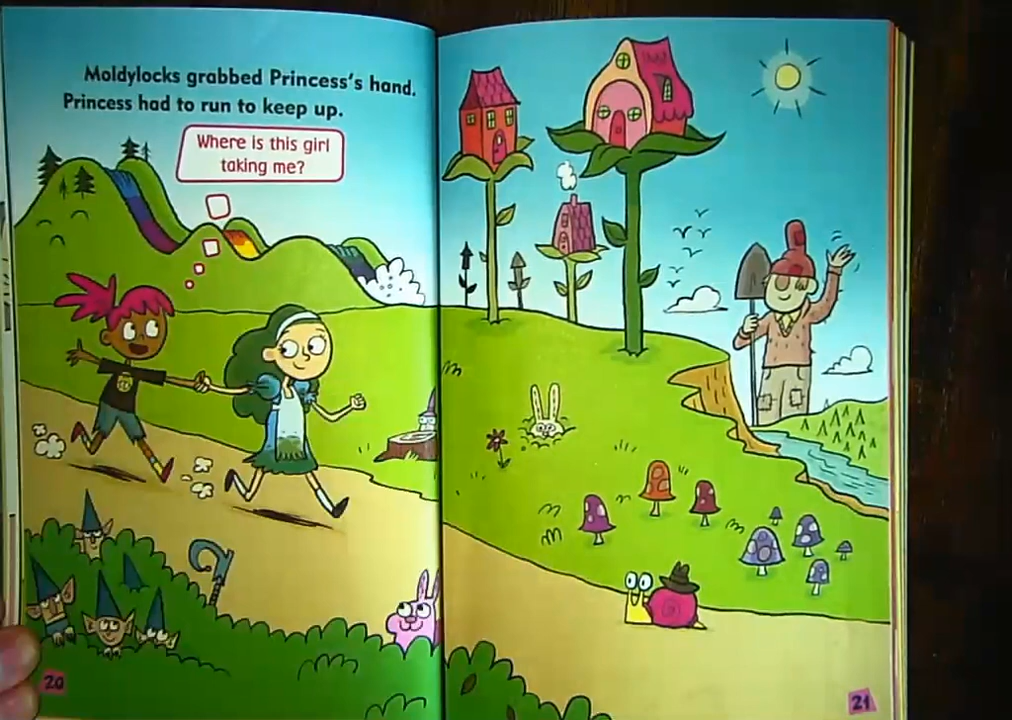 Moldylocks grabbed Princess's hand.
Princess had to run to keep up.
Where is this girl
taking me?
20
21